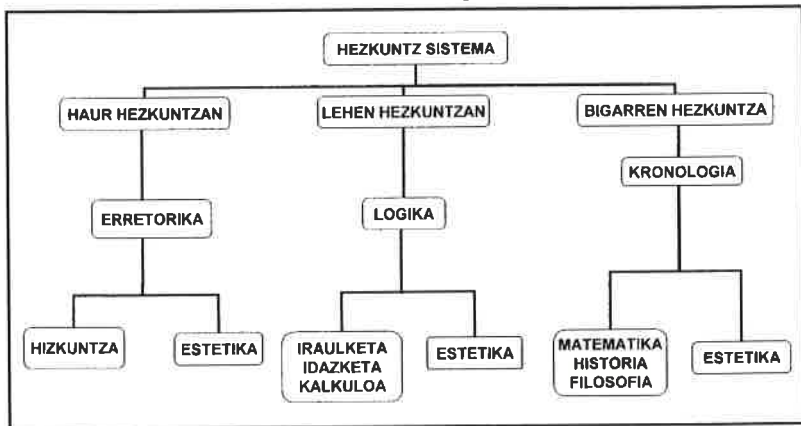 HEZKUNTZ SISTEMA
HAUR HEZKUNTZAN
LEHEN HEZKUNTZAN
BIGARREN HEZKUNTZA
KRONOLOGIA
ERRETORIKA
LOGIKA
HIZKUNTZA
ESTETIKA
IRAULKETA
IDAZKETA
KALKULOA
ESTETIKA
MATEMATIKA
HISTORIA
FILOSOFIA
ESTETIKA